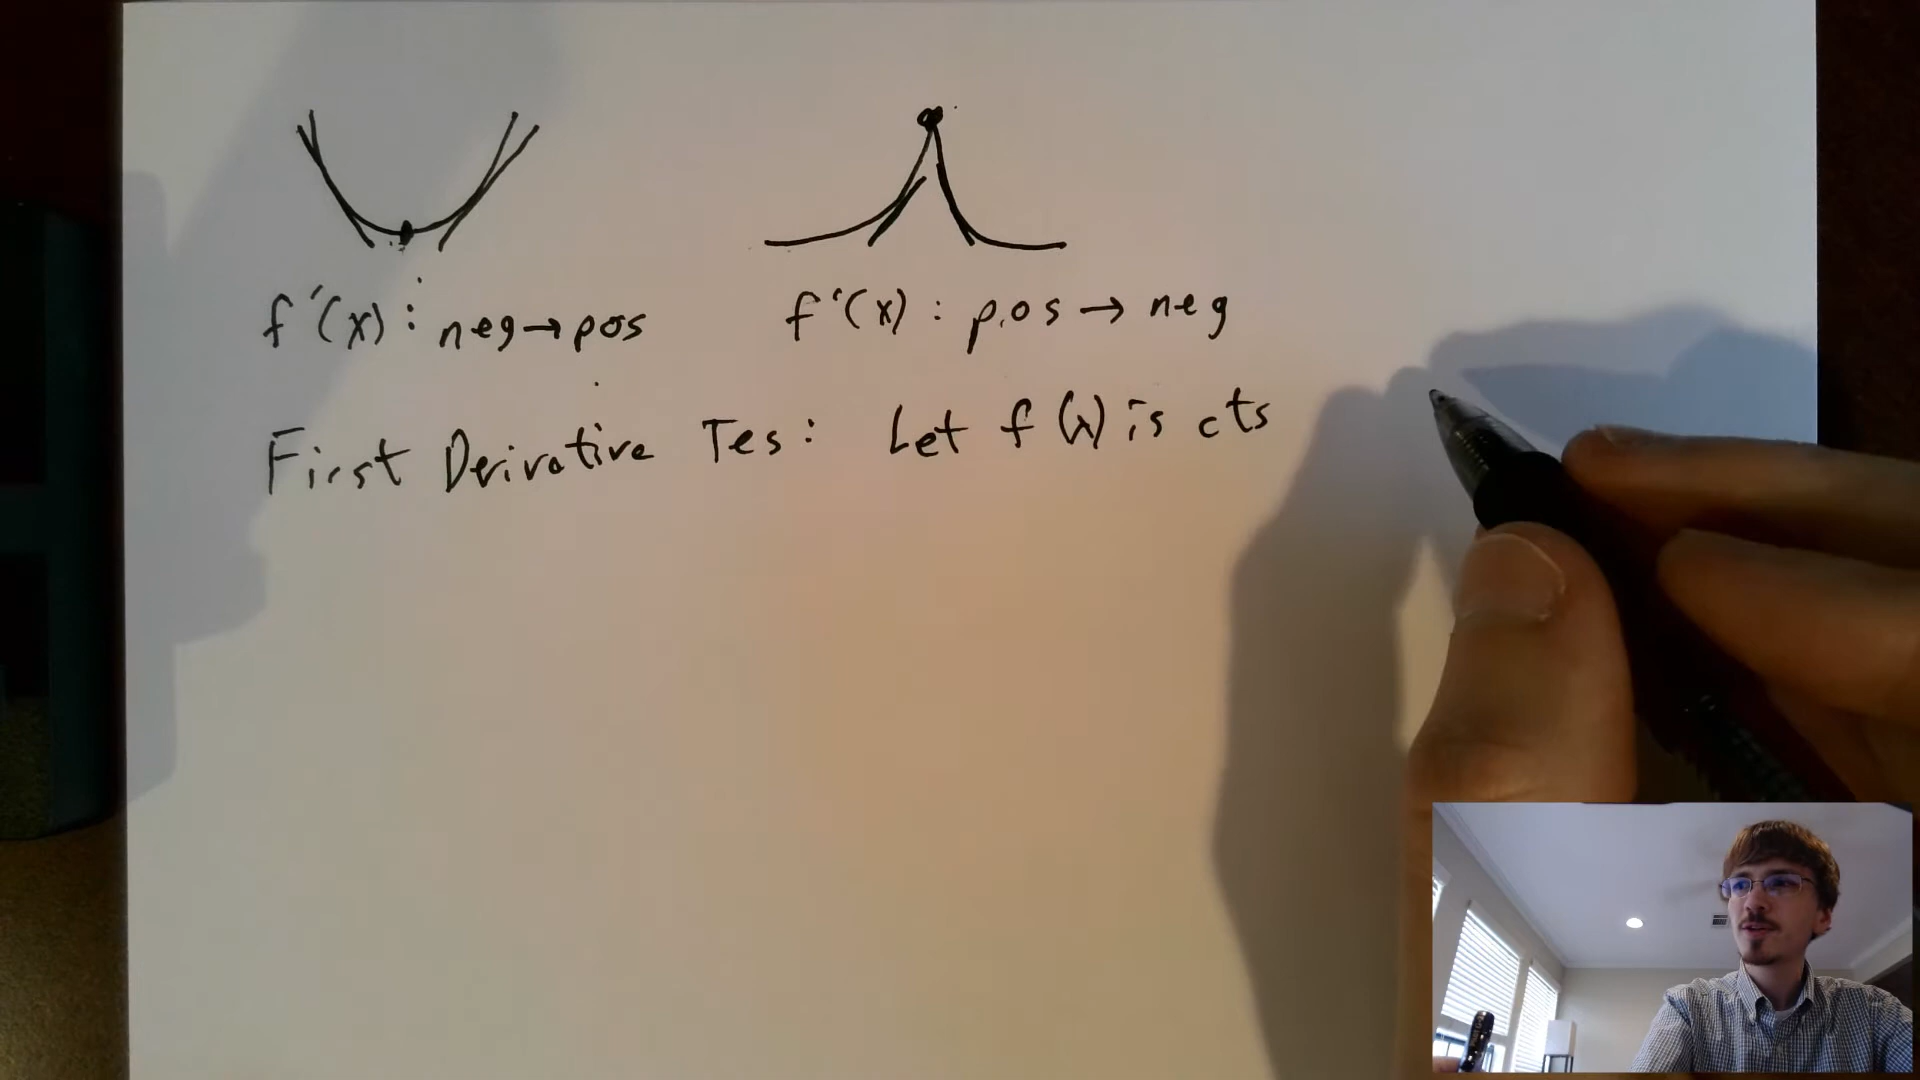 f'(x) : neg→pos
f'(x) : pos → neg
First Derivative Tes: Let f(x) is cts